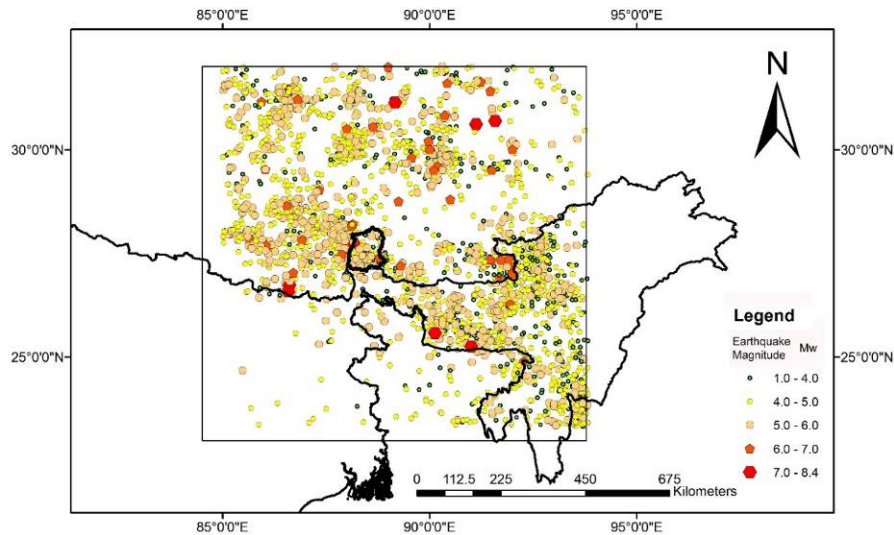 85°0'0"E 90°0'0"E 95°0'0"E
N
30°0'0"N 30°0'0"N
25°0'0"N 25°0'0"N
Legend
Earthquake Magnitude Mw
1.0 - 4.0
4.0 - 5.0
5.0 - 6.0
6.0 - 7.0
7.0 - 8.4
0 112.5 225 450 675
Kilometers
85°0'0"E 90°0'0"E 95°0'0"E